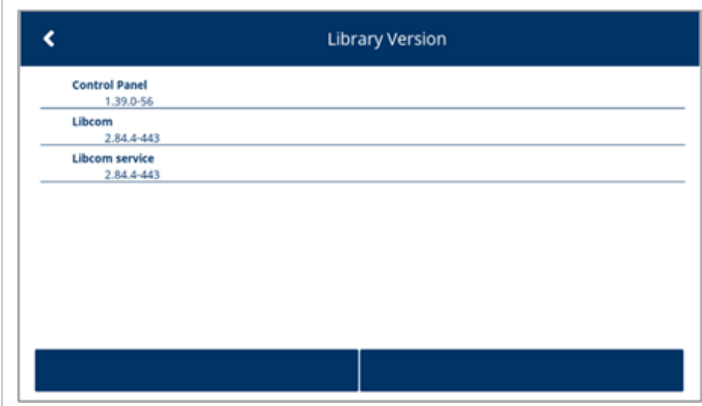 Library Version
Control Panel
1.39.0-56
Libcom
2.84.4-443
Libcom service
2.84.4-443